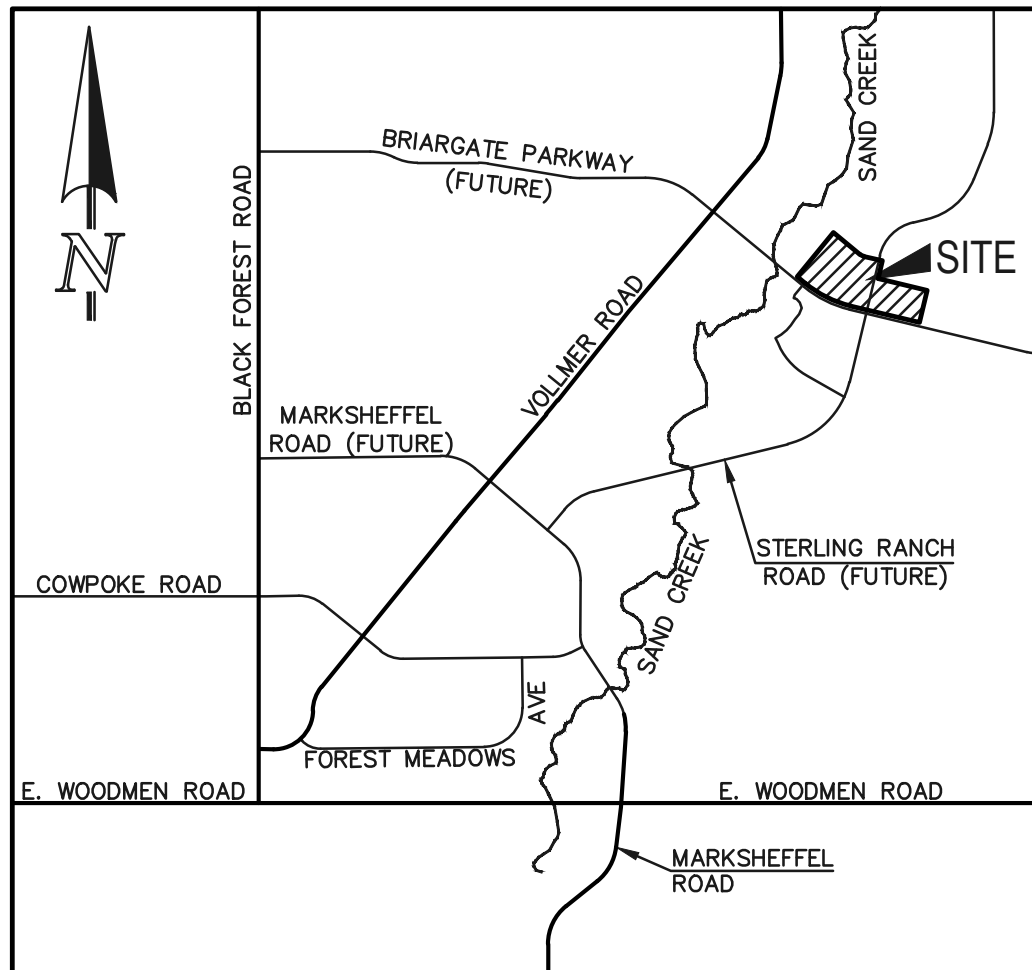 SAND CREEK
BRIARGATE PARKWAY
(FUTURE)
N
BLACK FOREST ROAD
SITE
VOLLMER ROAD
MARKSHEFFEL
ROAD (FUTURE)
STERLING RANCH
ROAD (FUTURE)
COWPOKE ROAD
SAND CREEK
AVE
FOREST MEADOWS
E. WOODMEN ROAD
E. WOODMEN ROAD
MARKSHEFFEL
ROAD